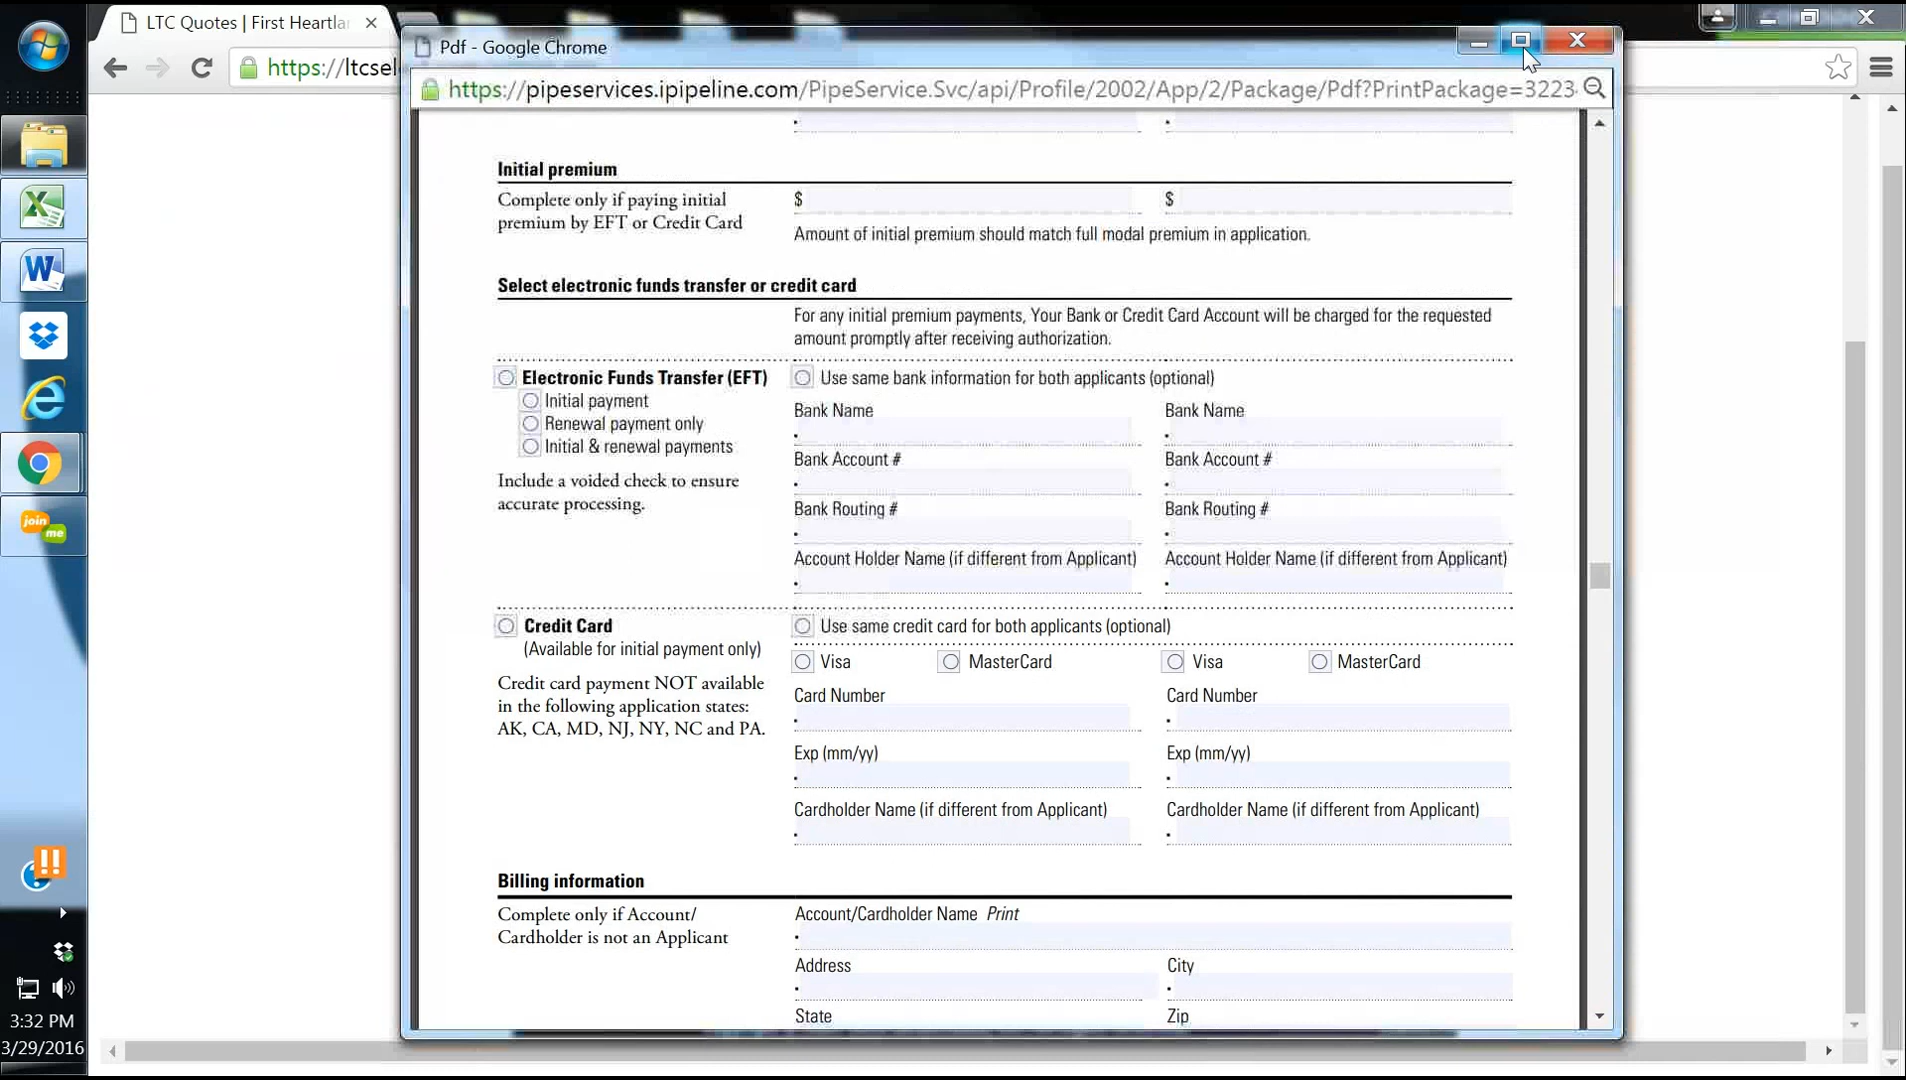 LTC Quotes | First Heartla
https://ltcsel
Pdf - Google Chrome
https://pipeservices.ipipeline.com/PipeService.Svc/api/Profile/2002/App/2/Package/Pdf?PrintPackage=3223
Initial premium
Complete only if paying initial
premium by EFT or Credit Card
$ $
Amount of initial premium should match full modal premium in application.
Select electronic funds transfer or credit card
For any initial premium payments, Your Bank or Credit Card Account will be charged for the requested
amount promptly after receiving authorization.
Electronic Funds Transfer (EFT)
Initial payment
Renewal payment only
Initial & renewal payments
Include a voided check to ensure
accurate processing.
Use same bank information for both applicants (optional)
Bank Name Bank Name
Bank Account # Bank Account #
Bank Routing # Bank Routing #
Account Holder Name (if different from Applicant) Account Holder Name (if different from Applicant)
Credit Card
(Available for initial payment only)
Credit card payment NOT available
in the following application states:
AK, CA, MD, NJ, NY, NC and PA.
Use same credit card for both applicants (optional)
Visa MasterCard Visa MasterCard
Card Number Card Number
Exp (mm/yy) Exp (mm/yy)
Cardholder Name (if different from Applicant) Cardholder Name (if different from Applicant)
Billing information
Complete only if Account/
Cardholder is not an Applicant
Account/Cardholder Name Print
Address City
State Zip
join
me
3:32 PM
3/29/2016